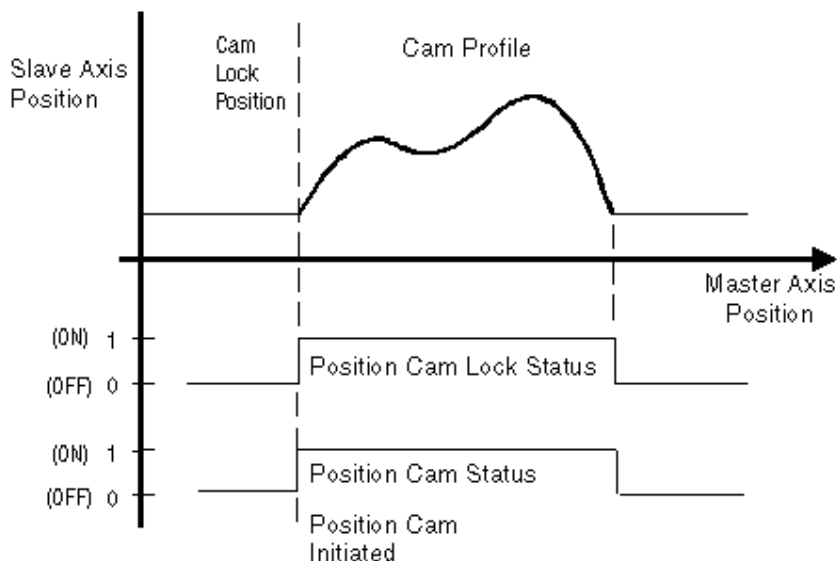 Cam
Lock
Position
Cam Profile
Slave Axis
Position
Master Axis
Position
(ON) 1
Position Cam Lock Status
(OFF) 0
(ON) 1
Position Cam Status
(OFF) 0
Position Cam
Initiated